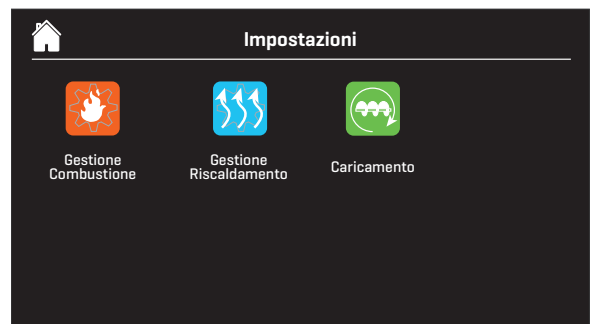 Impostazioni
Gestione
Combustione
Gestione
Riscaldamento
Caricamento